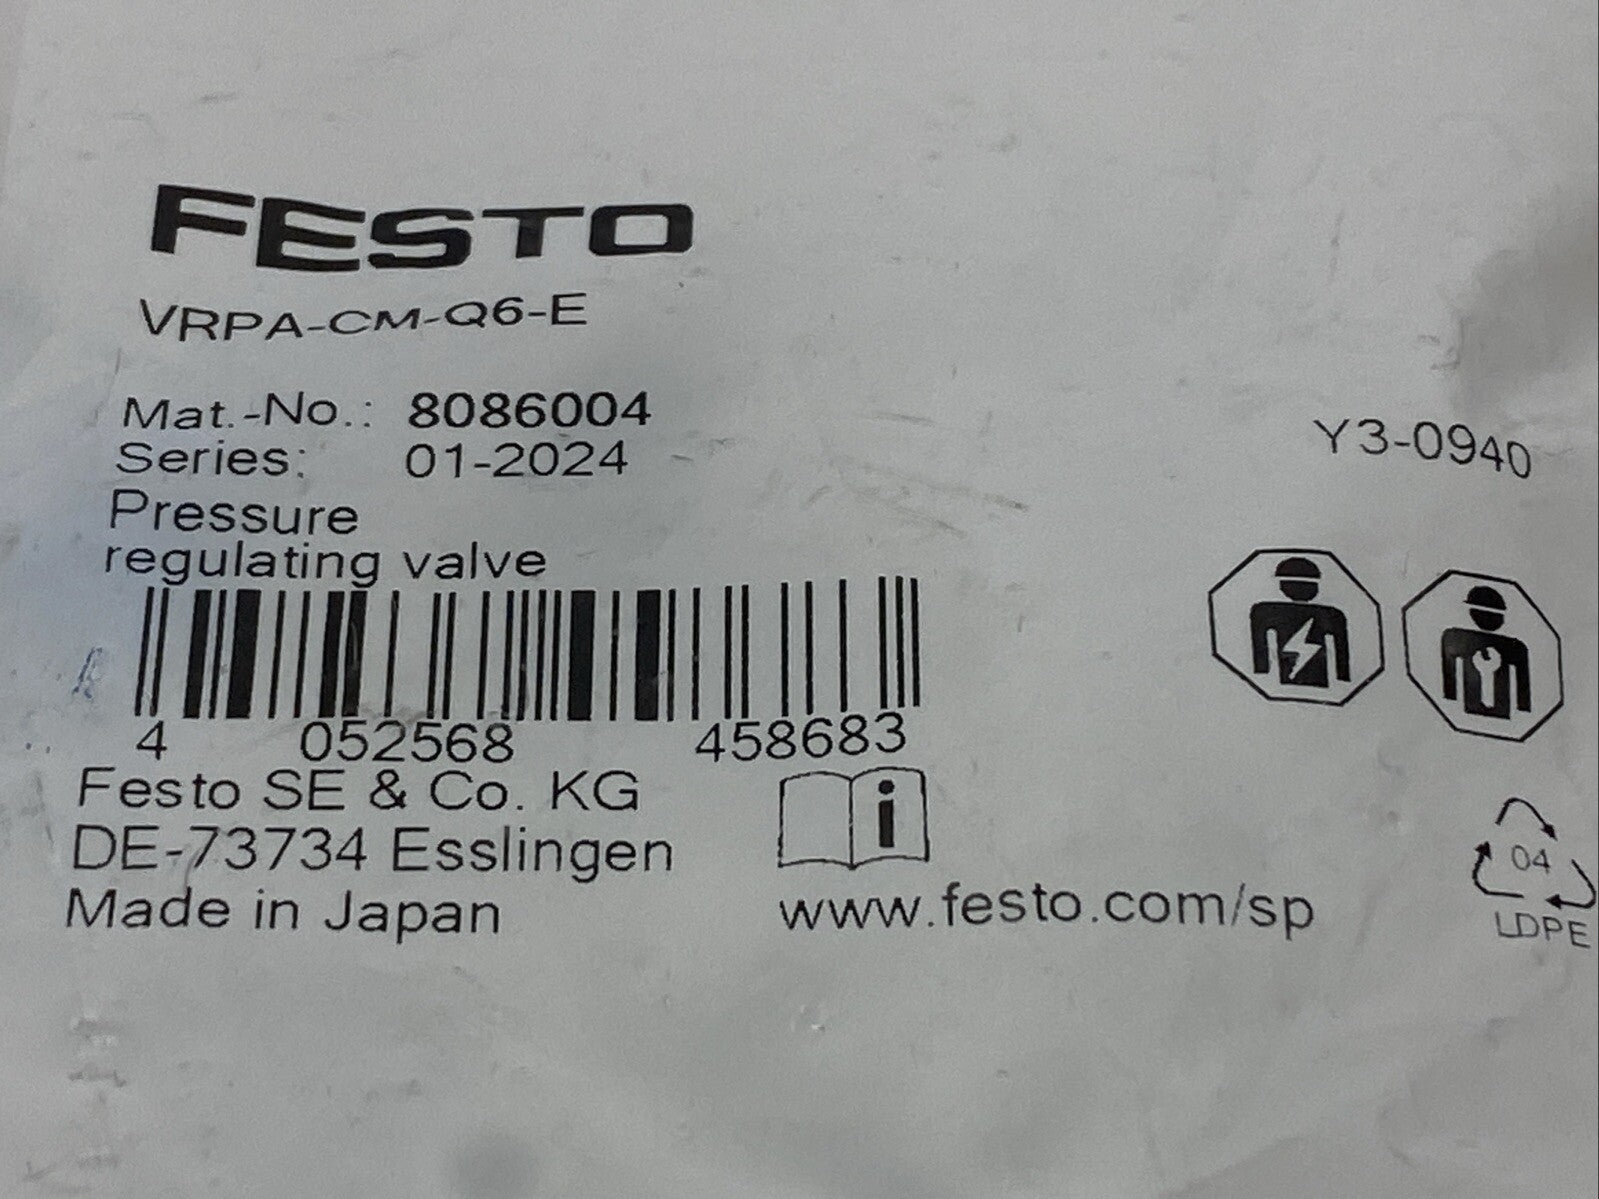 FESTO
VRPA-CM-Q6-E
Mat.-No.: 8086004
Series: 01-2024
Y3-0940
Pressure
regulating valve
4 052568 458683
Festo SE & Co. KG
DE-73734 Esslingen
Made in Japan
i
www.festo.com/sp
04
LDPE